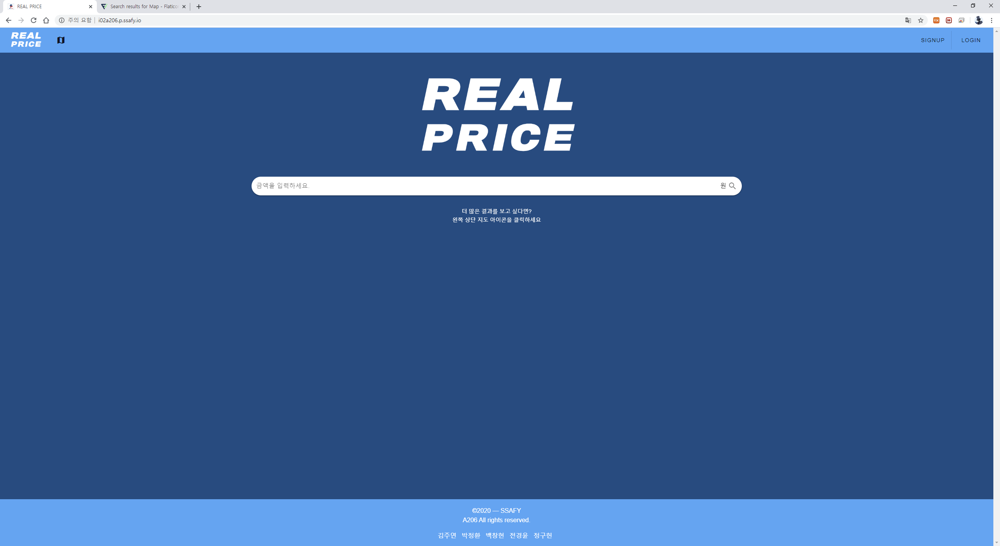 REAL PRICE
Search results for Map - Flatico
주의 요함 i02a206.p.ssafy.io
REAL
PRICE
SIGNUP LOGIN
REAL
PRICE
금액을 입력하세요. 원
더 많은 결과를 보고 싶다면?
왼쪽 상단 지도 아이콘을 클릭하세요
©2020 — SSAFY
A206 All rights reserved.
김주연 박정환 백창현 전경윤 정구헌